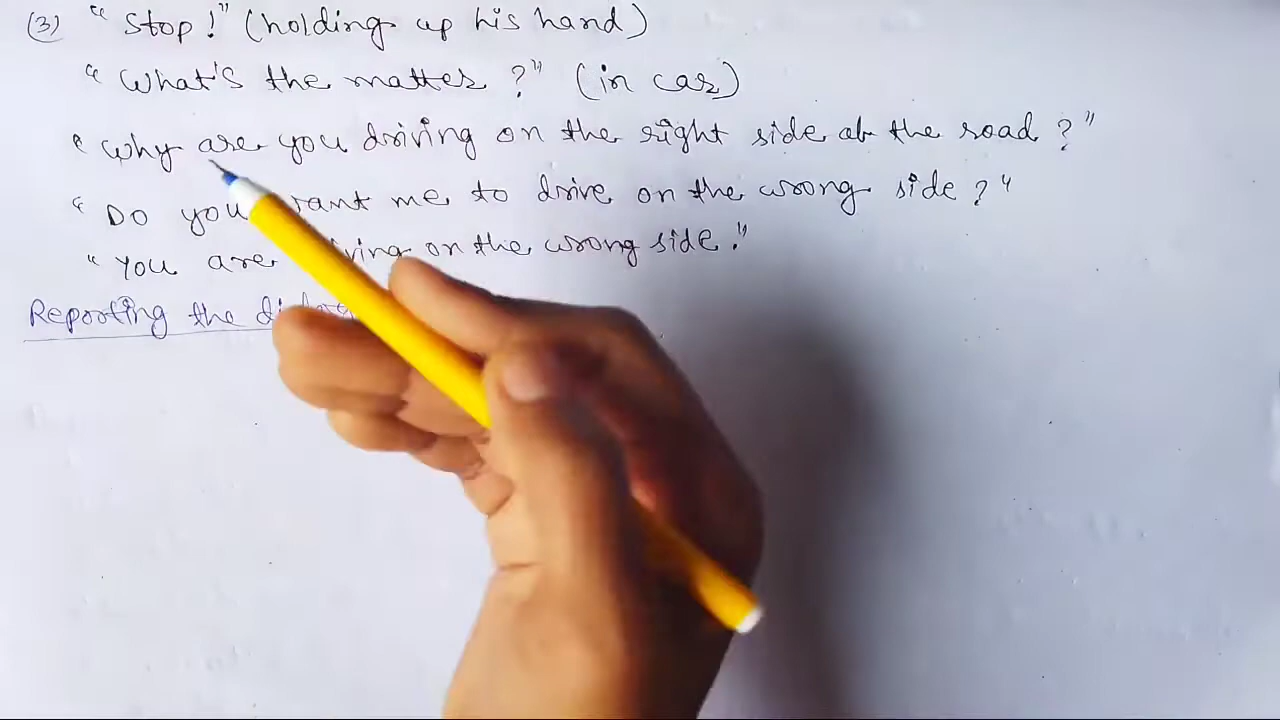 (3) "Stop!" (holding up his hand)
"What's the matter?" (in car)
"Why are you driving on the right side of the road?"
"Do you want me to drive on the wrong side?"
"You are driving on the wrong side."
Reporting the